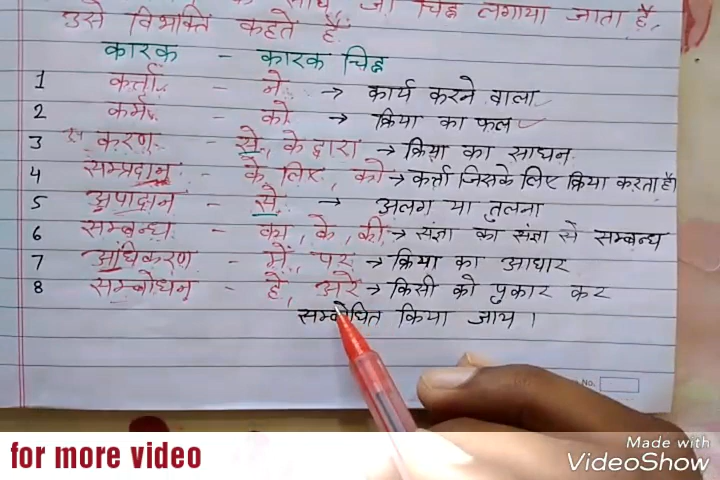 के साथ, जो चिह्न लगाया जाता है,
उसे विभक्ति कहते हैं
कारक - कारक चिह्न
1 कर्त्ता - ने → कार्य करने वाला
2 कर्म - को → क्रिया का फल
3 करण - से, के द्वारा → क्रिया का साधन
4 सम्प्रदान - के लिए, को → कर्त्ता जिसके लिए क्रिया करता है।
5 अपादान - से → अलग या तुलना
6 सम्बन्ध - का, के, की → संज्ञा का संज्ञा से सम्बन्ध
7 अधिकरण - में, पर → क्रिया का आधार
8 सम्बोधन - हे, अरे → किसी को पुकार कर
सम्बोधित किया जाय।
NO.
for more video
Made with
VideoShow